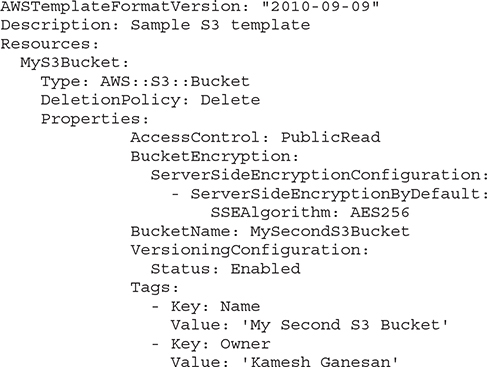 AWSTemplateFormatVersion: "2010-09-09"
Description: Sample S3 template
Resources:
  MyS3Bucket:
    Type: AWS::S3::Bucket
    DeletionPolicy: Delete
    Properties:
             AccessControl: PublicRead
             BucketEncryption:
               ServerSideEncryptionConfiguration:
                 - ServerSideEncryptionByDefault:
                     SSEAlgorithm: AES256
             BucketName: MySecondS3Bucket
             VersioningConfiguration:
               Status: Enabled
             Tags:
               - Key: Name
                 Value: 'My Second S3 Bucket'
               - Key: Owner
                 Value: 'Kamesh Ganesan'